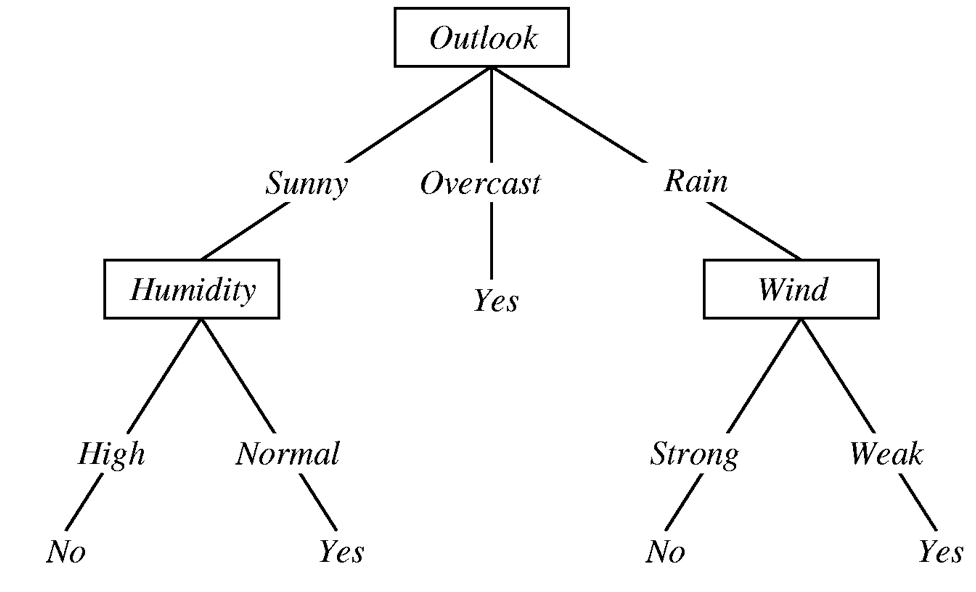 Outlook
Sunny Overcast Rain
Humidity Yes Wind
High Normal Strong Weak
No Yes No Yes